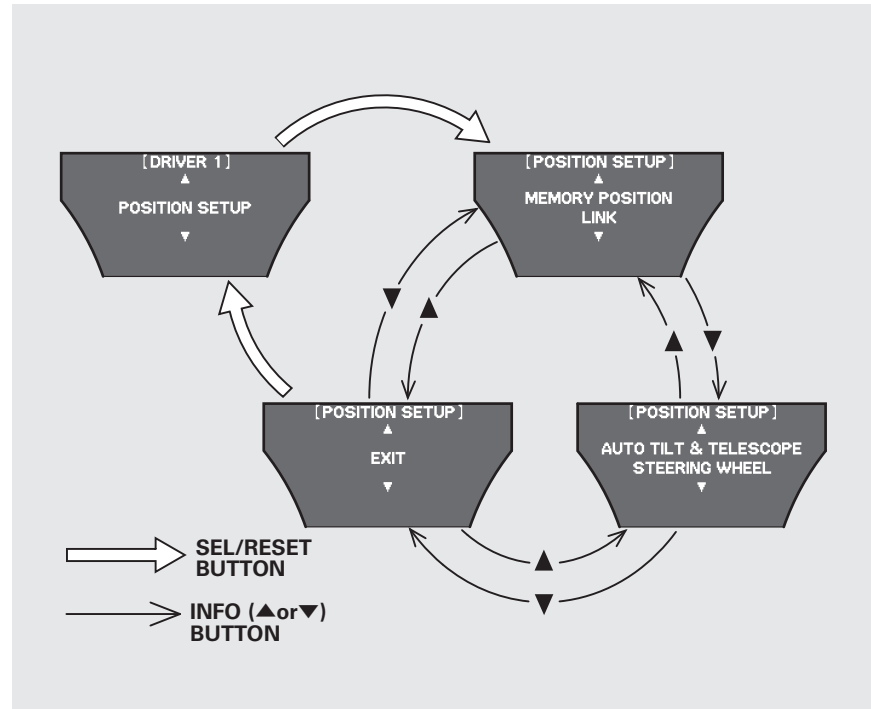 [DRIVER 1]
▲
POSITION SETUP
▼
[POSITION SETUP]
▲
MEMORY POSITION
LINK
▼
▼
▲
▲
▼
[POSITION SETUP]
▲
EXIT
▼
[POSITION SETUP]
▲
AUTO TILT & TELESCOPE
STEERING WHEEL
▼
▲
▼
SEL/RESET
BUTTON
INFO (▲or▼)
BUTTON